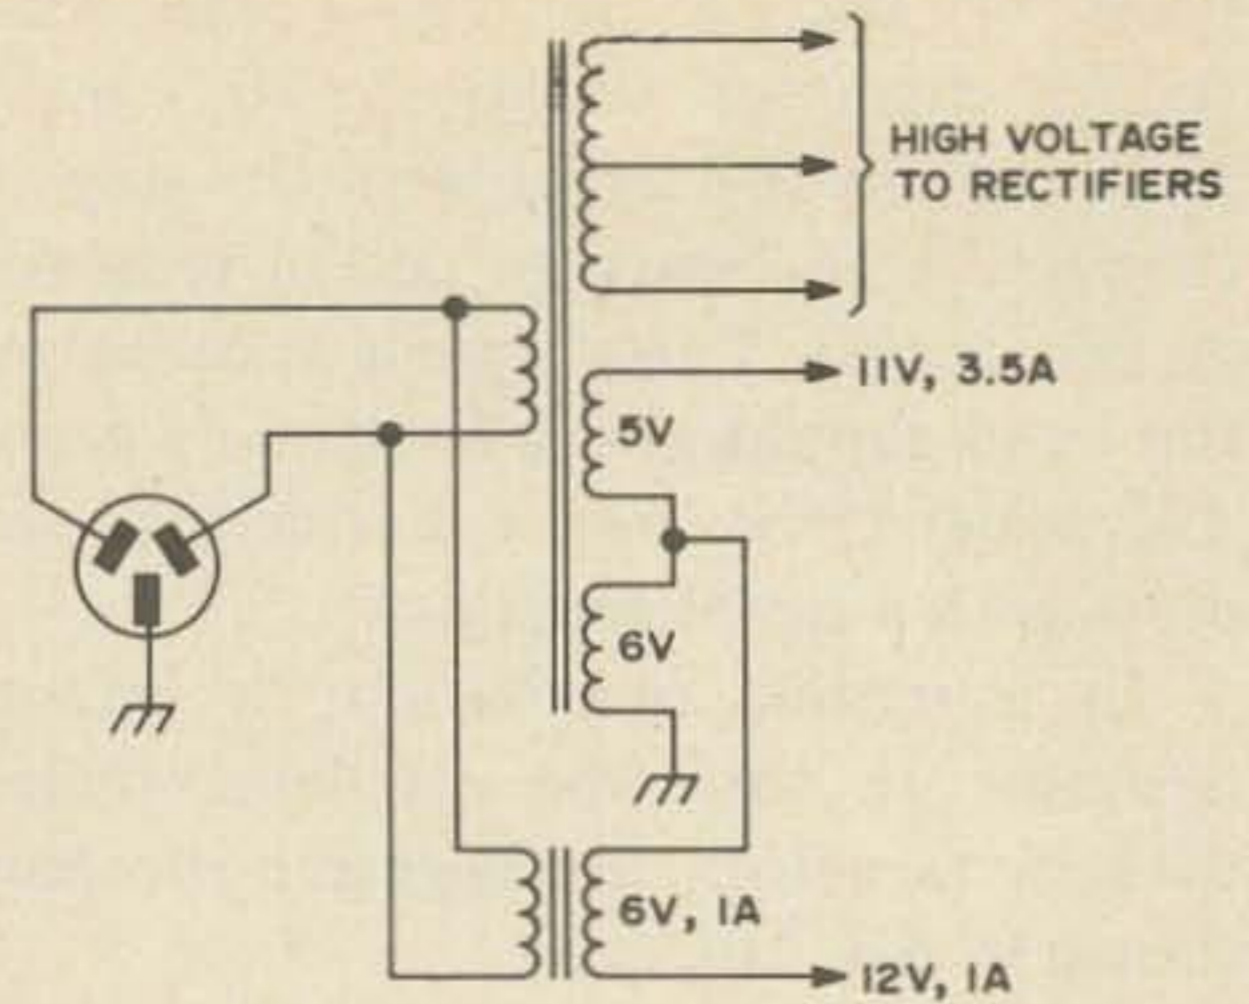 HIGH VOLTAGE
TO RECTIFIERS
11V, 3.5A
5V
6V
6V, 1A
12V, 1A